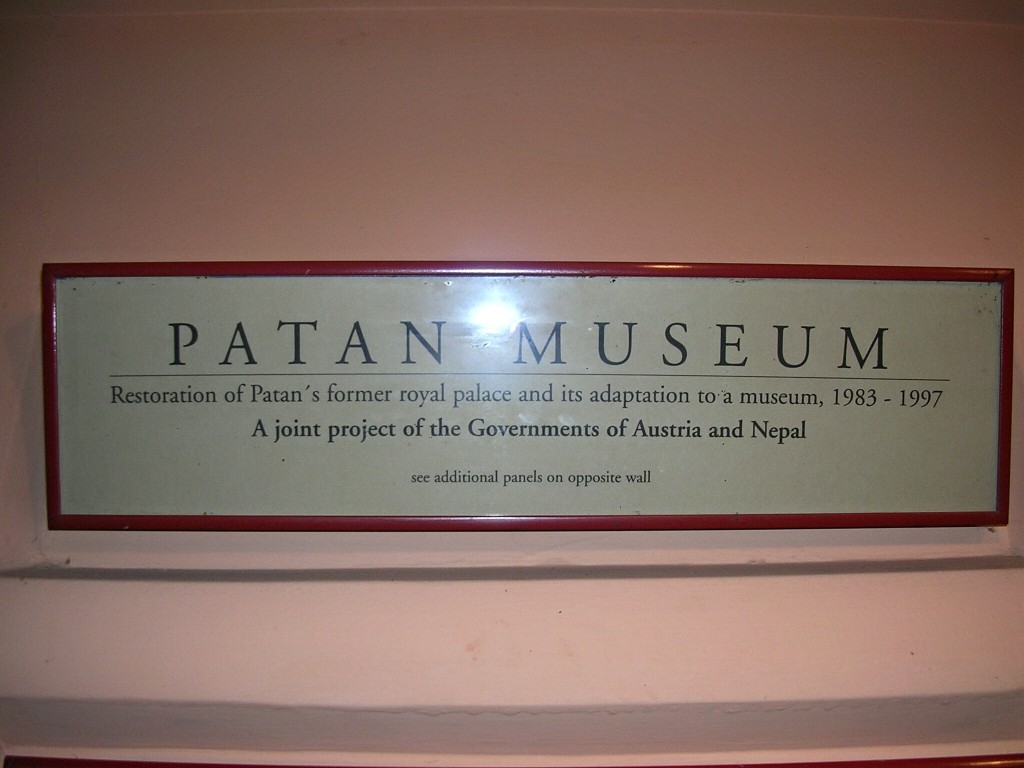 PATAN MUSEUM
Restoration of Patan´s former royal palace and its adaptation to a museum, 1983 - 1997
A joint project of the Governments of Austria and Nepal
see additional panels on opposite wall